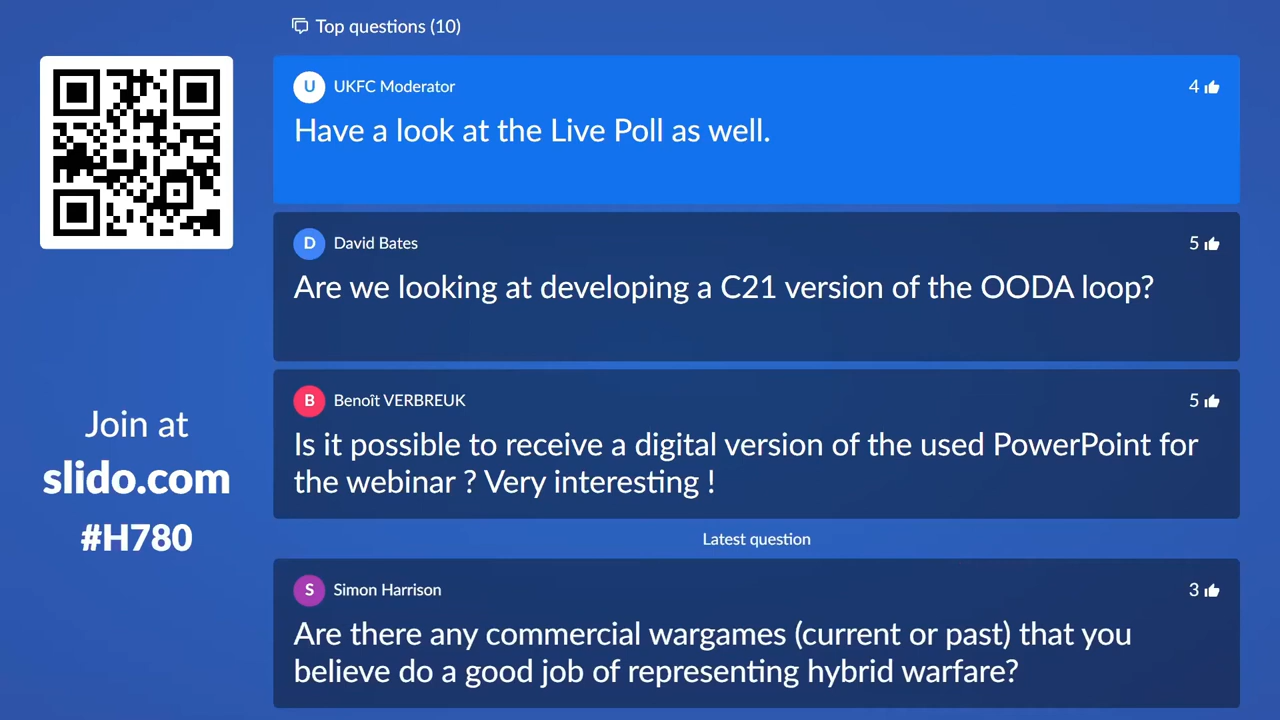 Top questions (10)
U UKFC Moderator 4
Have a look at the Live Poll as well.
D David Bates 5
Are we looking at developing a C21 version of the OODA loop?
B Benoît VERBREUK 5
Is it possible to receive a digital version of the used PowerPoint for
the webinar ? Very interesting !
Join at
slido.com
#H780
Latest question
S Simon Harrison 3
Are there any commercial wargames (current or past) that you
believe do a good job of representing hybrid warfare?